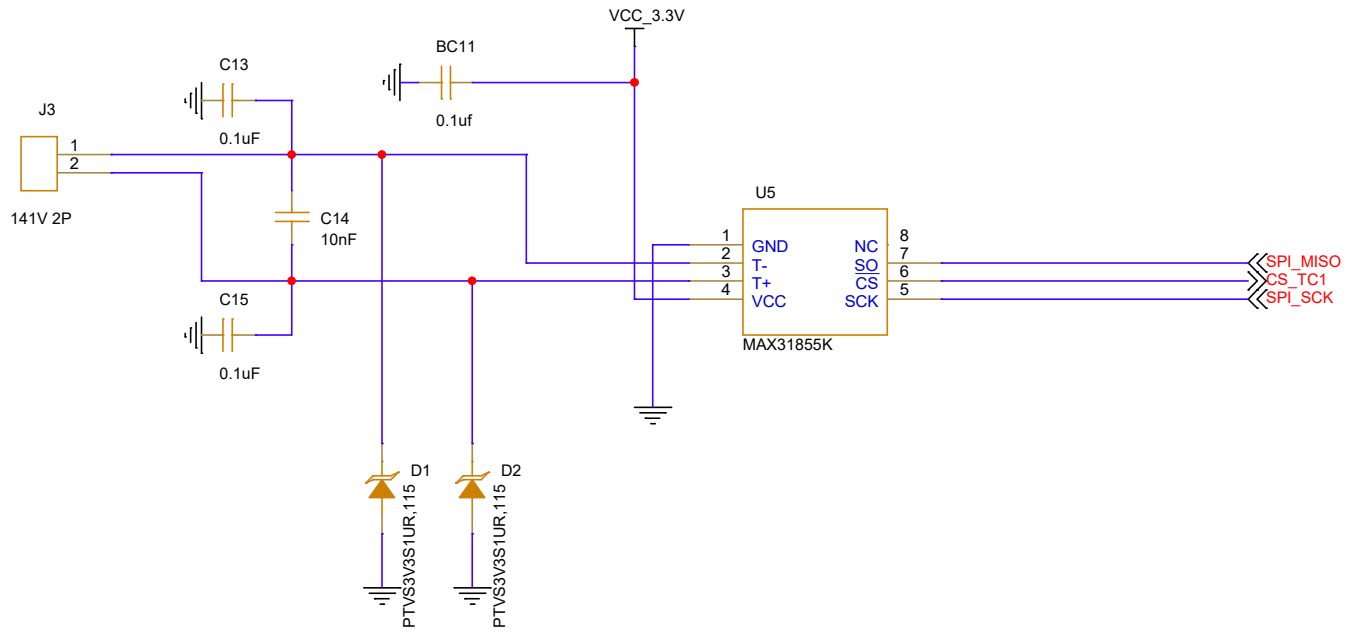 VCC_3.3V
BC11
0.1uf
C13
0.1uF
J3
1
2
141V 2P
C14
10nF
C15
0.1uF
U5
1
GND
2
T-
3
T+
4
VCC
NC
8
SO
7
CS
6
SCK
5
MAX31855K
SPI_MISO
CS_TC1
SPI_SCK
D1
PTVS3V3S1UR,115
D2
PTVS3V3S1UR,115